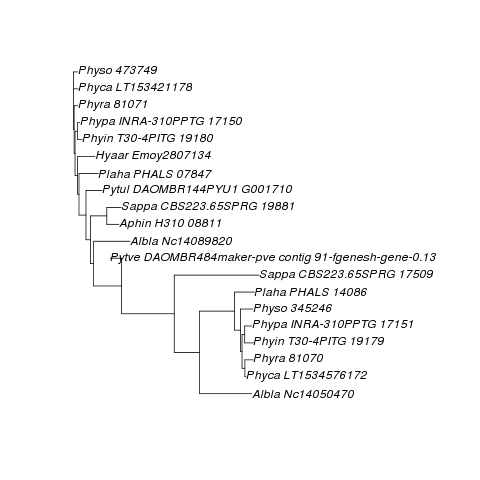 Physo 473749
Phyca LT153421178
Phyra 81071
Phypa INRA-310PPTG 17150
Phyin T30-4PITG 19180
Hyaar Emoy2807134
Plaha PHALS 07847
Pytul DAOMBR144PYU1 G001710
Sappa CBS223.65SPRG 19881
Aphin H310 08811
Albla Nc14089820
Pytve DAOMBR484maker-pve contig 91-fgenesh-gene-0.13
Sappa CBS223.65SPRG 17509
Plaha PHALS 14086
Physo 345246
Phypa INRA-310PPTG 17151
Phyin T30-4PITG 19179
Phyra 81070
Phyca LT1534576172
Albla Nc14050470